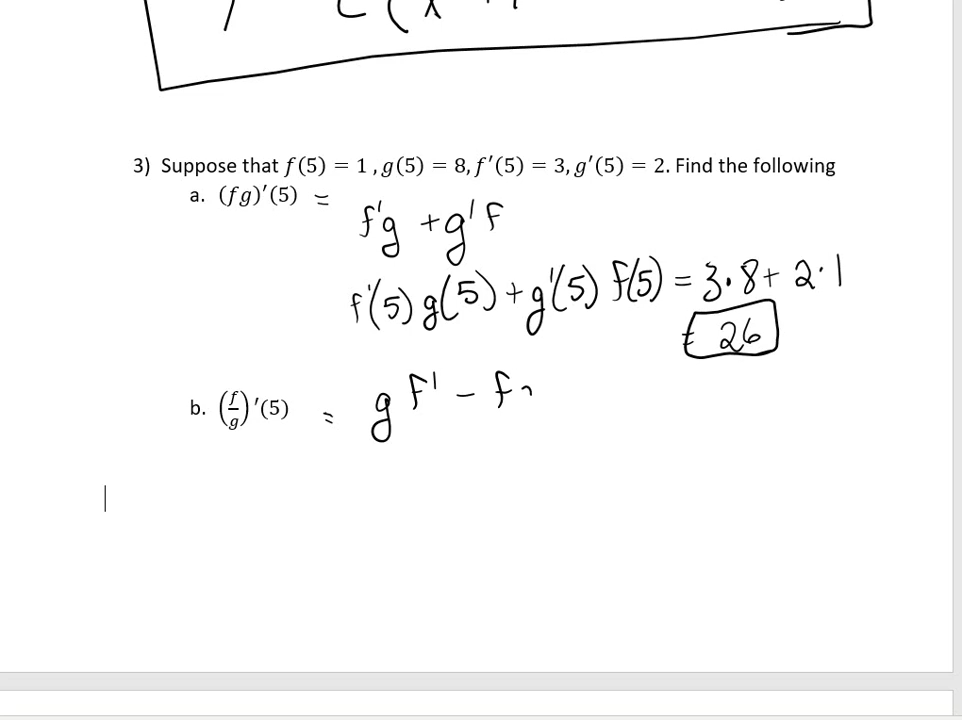 3) Suppose that f(5) = 1, g(5) = 8, f′(5) = 3, g′(5) = 2. Find the following
a. (fg)′(5) =
f'g + g'f
f'(5) g(5) + g'(5) f(5) = 3·8 + 2·1
= 26
b. (f/g)′(5) = g f' - f